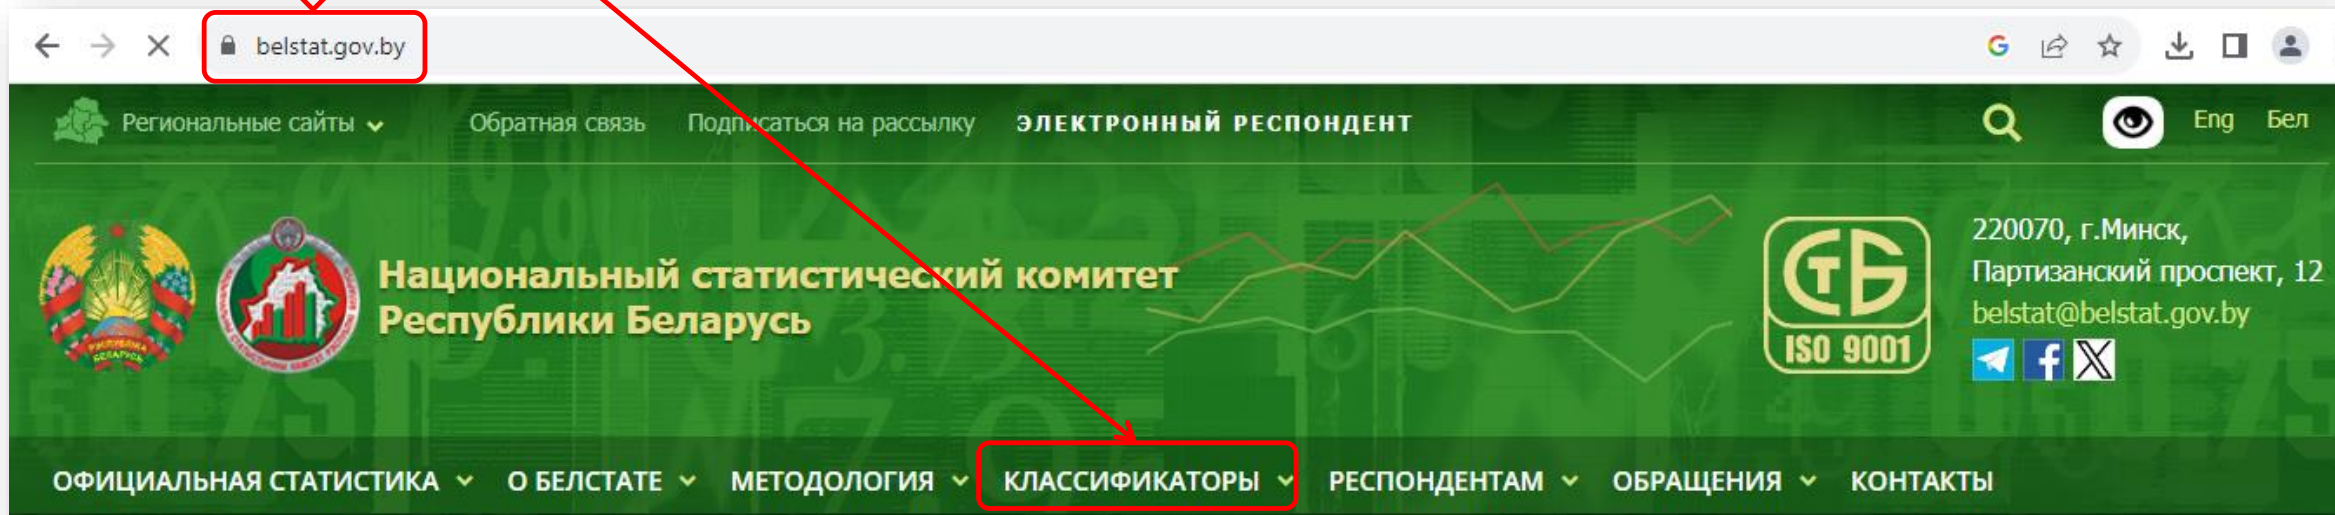 belstat.gov.by
Региональные сайты Обратная связь Подписаться на рассылку ЭЛЕКТРОННЫЙ РЕСПОНДЕНТ Eng Бел
Национальный статистический комитет
Республики Беларусь
СТБ
ISO 9001
220070, г.Минск,
Партизанский проспект, 12
belstat@belstat.gov.by
ОФИЦИАЛЬНАЯ СТАТИСТИКА О БЕЛСТАТЕ МЕТОДОЛОГИЯ КЛАССИФИКАТОРЫ РЕСПОНДЕНТАМ ОБРАЩЕНИЯ КОНТАКТЫ